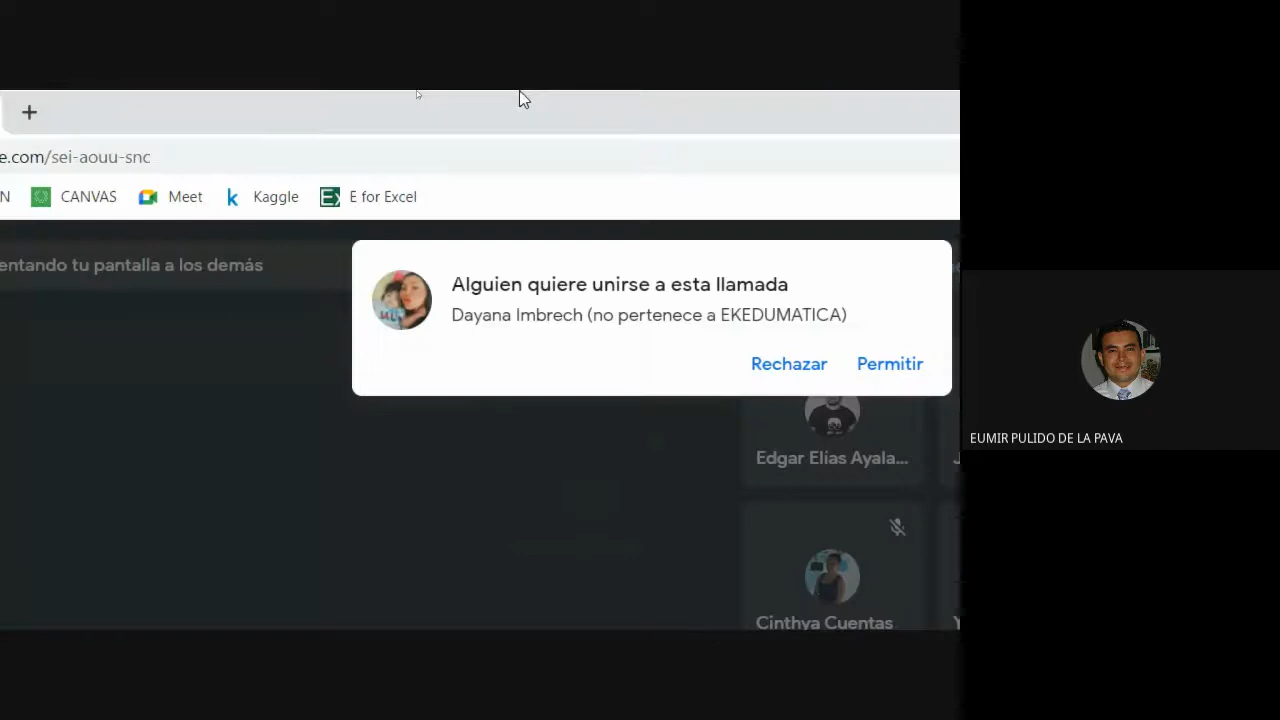 e.com/sei-aouu-snc
N CANVAS Meet Kaggle E for Excel
entando tu pantalla a los demás
Alguien quiere unirse a esta llamada
Dayana Imbrech (no pertenece a EKEDUMATICA)
Rechazar Permitir
Edgar Elías Ayala...
EUMIR PULIDO DE LA PAVA
Cinthya Cuentas